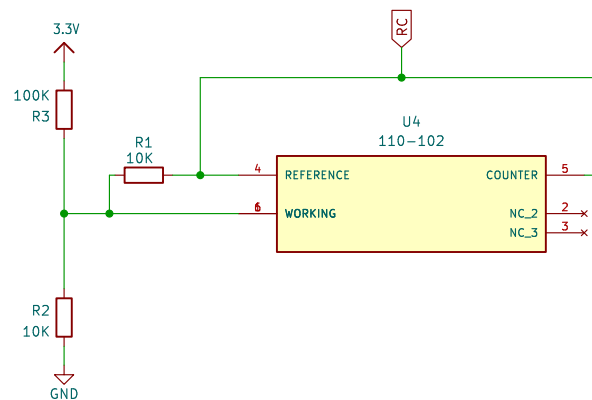 RC
3.3V
100K
R3
U4
110-102
R1
10K
4
REFERENCE
COUNTER
5
WORKING
NC_2
2
NC_3
3
R2
10K
GND